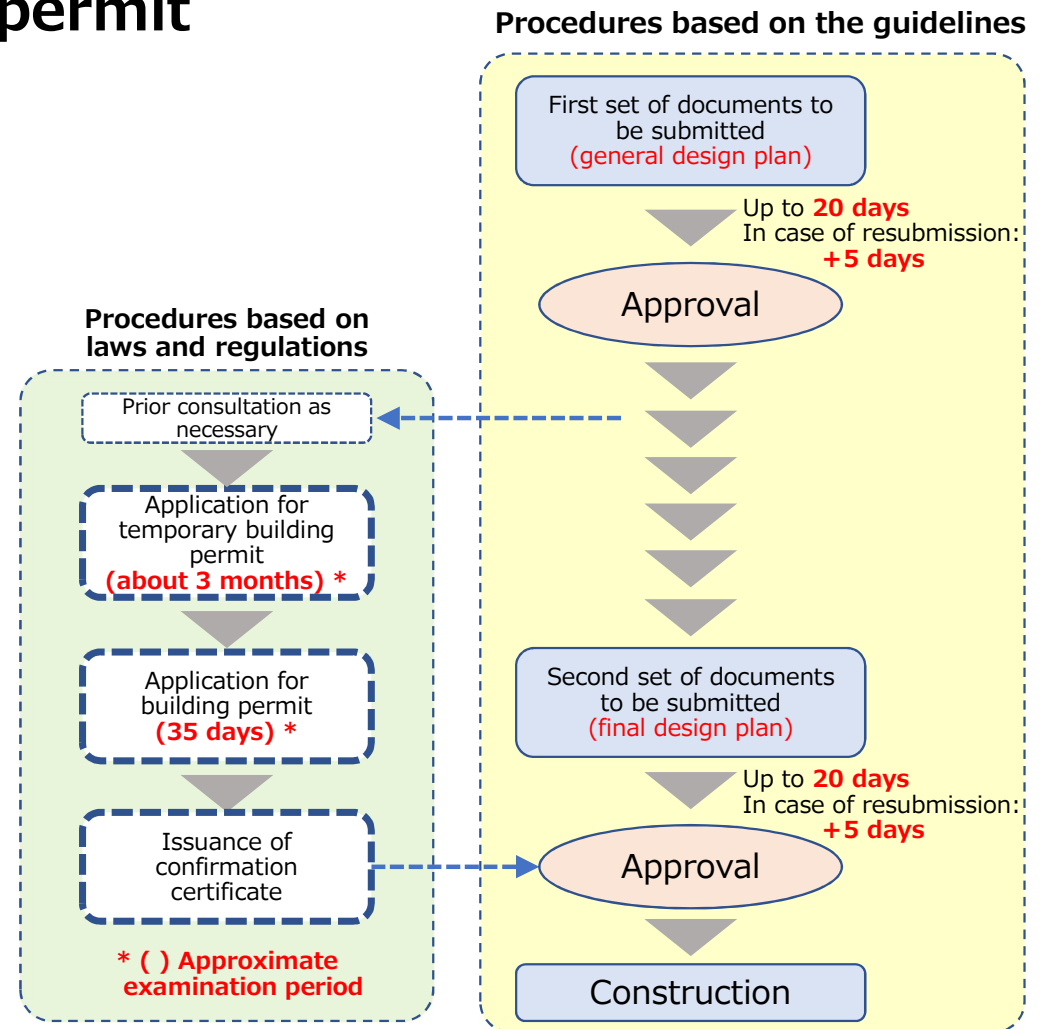 permit
Procedures based on the guidelines
First set of documents to
be submitted
(general design plan)
Up to 20 days
In case of resubmission:
+5 days
Approval
Procedures based on
laws and regulations
Prior consultation as
necessary
Application for
temporary building
permit
(about 3 months) *
Application for
building permit
(35 days) *
Issuance of
confirmation
certificate
* ( ) Approximate
examination period
Second set of documents
to be submitted
(final design plan)
Up to 20 days
In case of resubmission:
+5 days
Approval
Construction